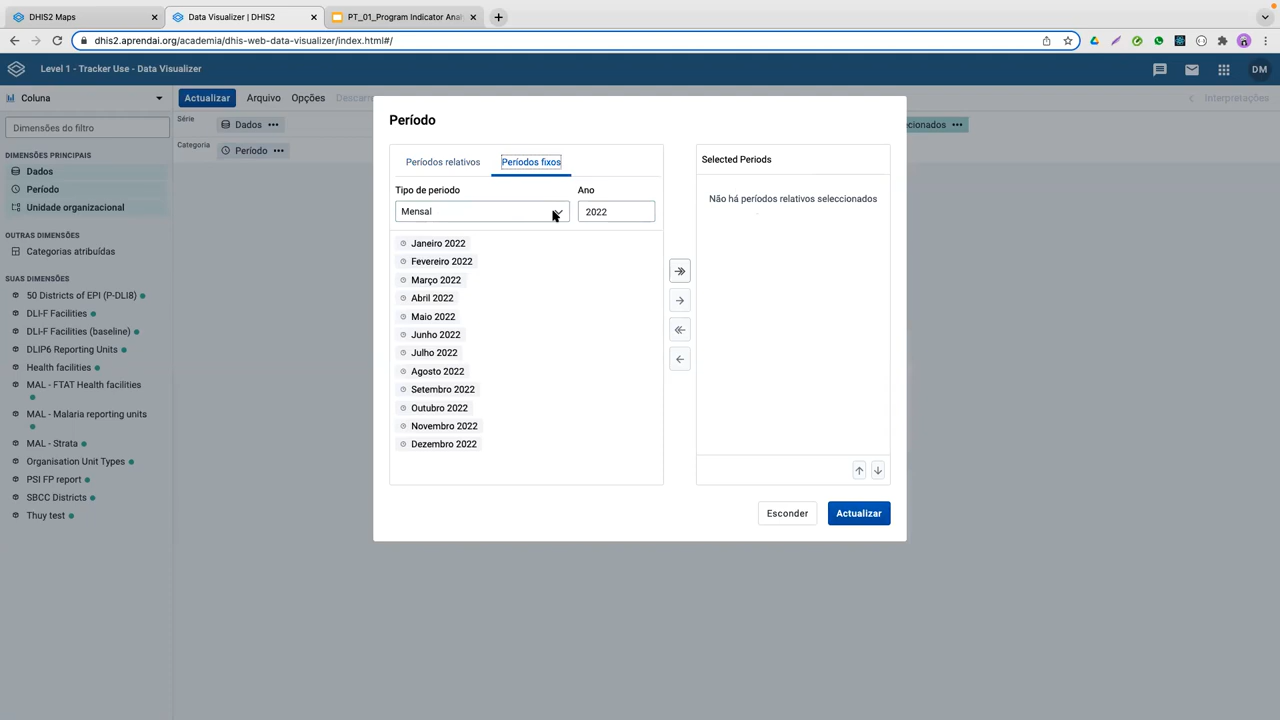 DHIS2 Maps
Data Visualizer | DHIS2
PT_01_Program Indicator Anal
dhis2.aprendai.org/academia/dhis-web-data-visualizer/index.html#/
Level 1 - Tracker Use - Data Visualizer
DM
Coluna
Actualizar
Arquivo
Opções
Descarr
Interpretações
Dimensões do filtro
Série
Dados
ecionados
Categoria
Período
DIMENSÕES PRINCIPAIS
Dados
Período
Unidade organizacional
OUTRAS DIMENSÕES
Categorias atribuídas
SUAS DIMENSÕES
50 Districts of EPI (P-DLI8)
DLI-F Facilities
DLI-F Facilities (baseline)
DLIP6 Reporting Units
Health facilities
MAL - FTAT Health facilities
MAL - Malaria reporting units
MAL - Strata
Organisation Unit Types
PSI FP report
SBCC Districts
Thuy test
Período
Períodos relativos
Períodos fixos
Tipo de periodo
Ano
Mensal
2022
Janeiro 2022
Fevereiro 2022
Março 2022
Abril 2022
Maio 2022
Junho 2022
Julho 2022
Agosto 2022
Setembro 2022
Outubro 2022
Novembro 2022
Dezembro 2022
Selected Periods
Não há períodos relativos seleccionados
Esconder
Actualizar